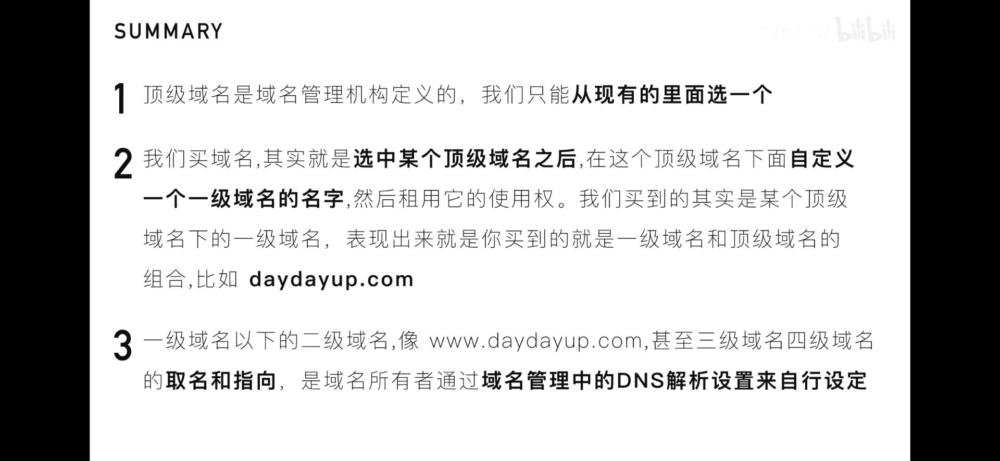 SUMMARY
bilibili
1 顶级域名是域名管理机构定义的，我们只能从现有的里面选一个
2 我们买域名,其实就是选中某个顶级域名之后,在这个顶级域名下面自定义
一个一级域名的名字,然后租用它的使用权。我们买到的其实是某个顶级
域名下的一级域名，表现出来就是你买到的就是一级域名和顶级域名的
组合,比如 daydayup.com
3 一级域名以下的二级域名,像 www.daydayup.com,甚至三级域名四级域名
的取名和指向，是域名所有者通过域名管理中的DNS解析设置来自行设定